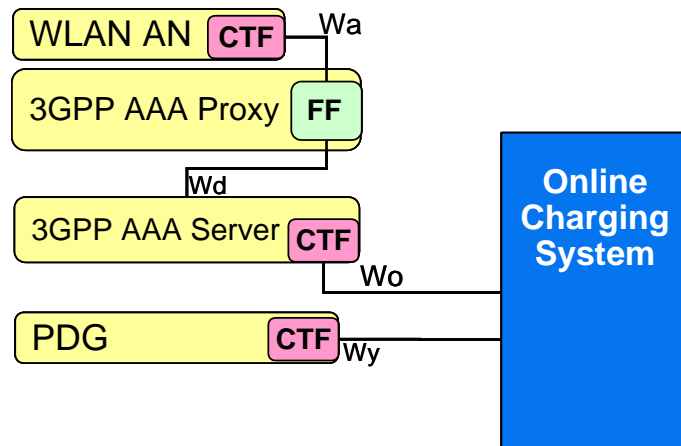 WLAN AN
CTF
Wa
3GPP AAA Proxy
FF
Wd
3GPP AAA Server
CTF
Wo
PDG
CTF
Wy
Online
Charging
System